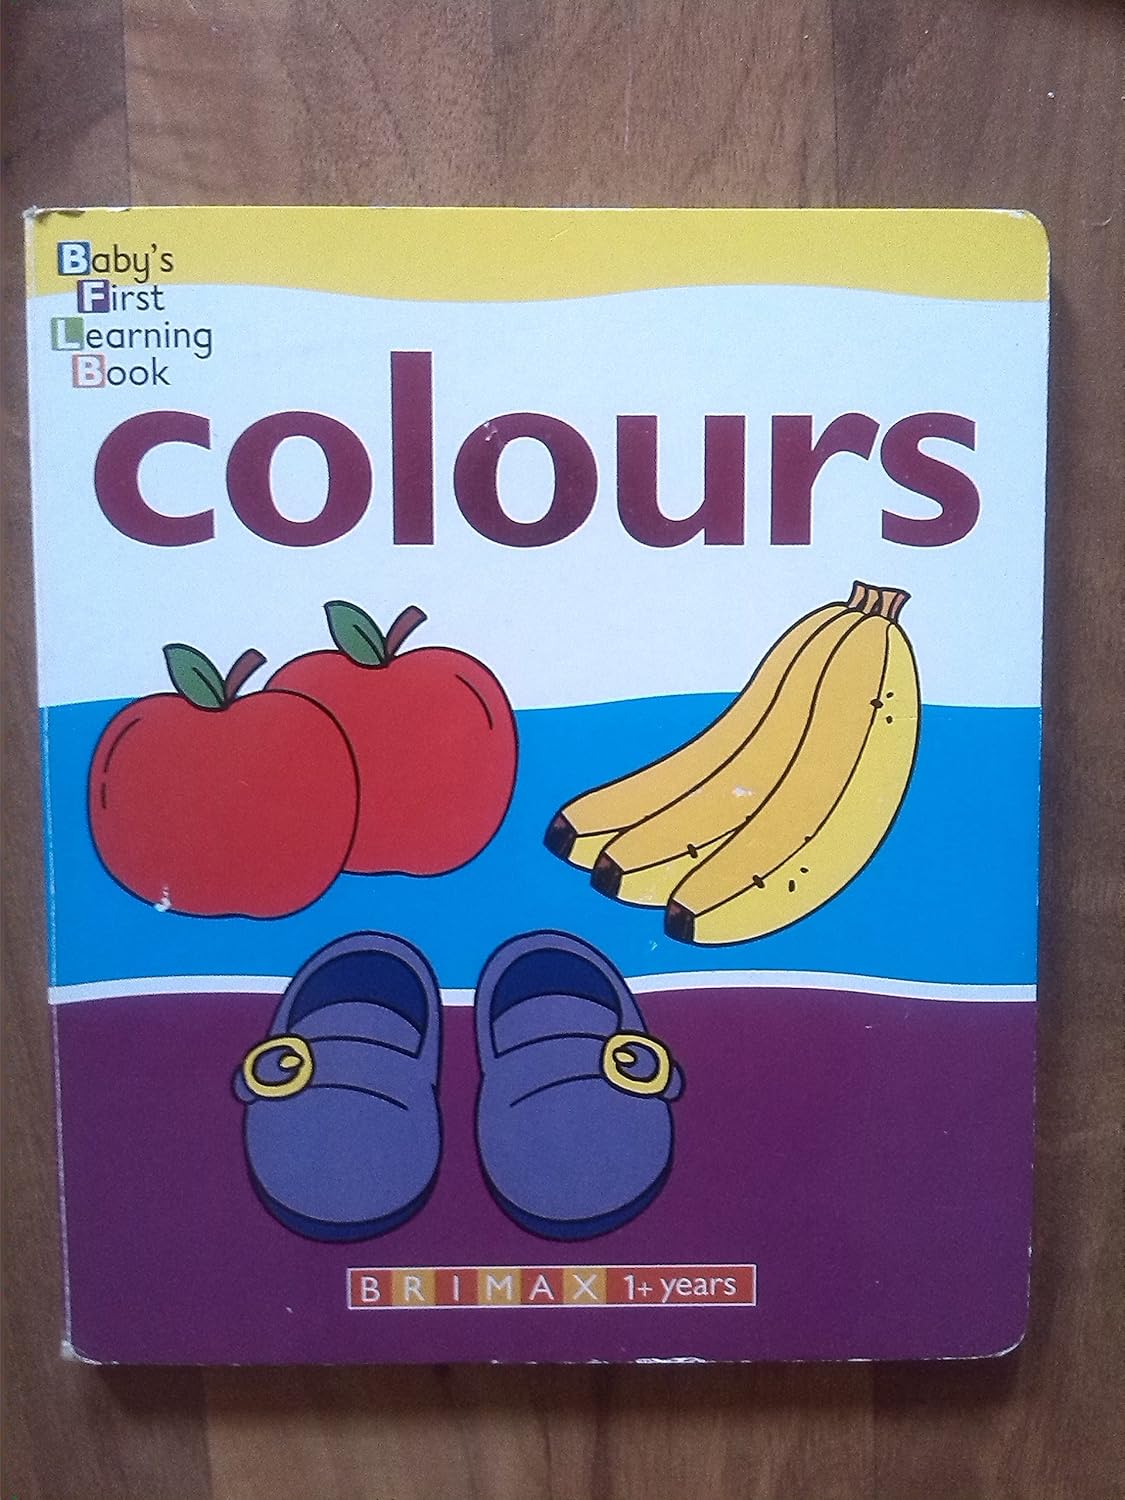 Baby's
First
Learning
Book
colours
BRIMAX 1+ years